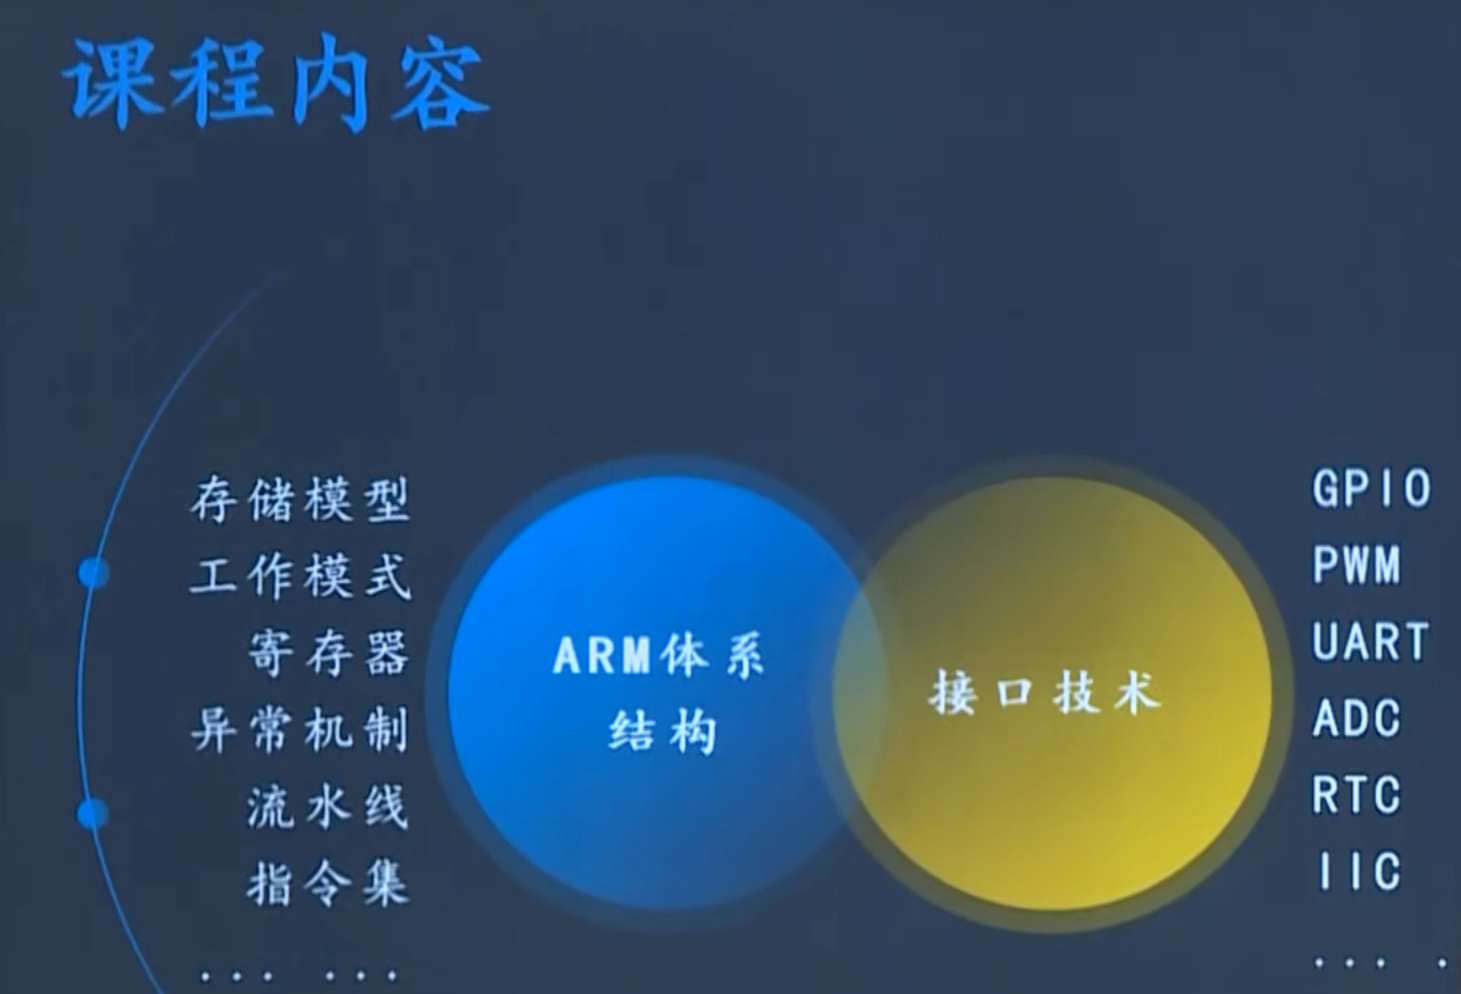 课程内容
存储模型
工作模式
寄存器
异常机制
流水线
指令集
... ...
ARM体系
结构
接口技术
GPIO
PWM
UART
ADC
RTC
IIC
... .